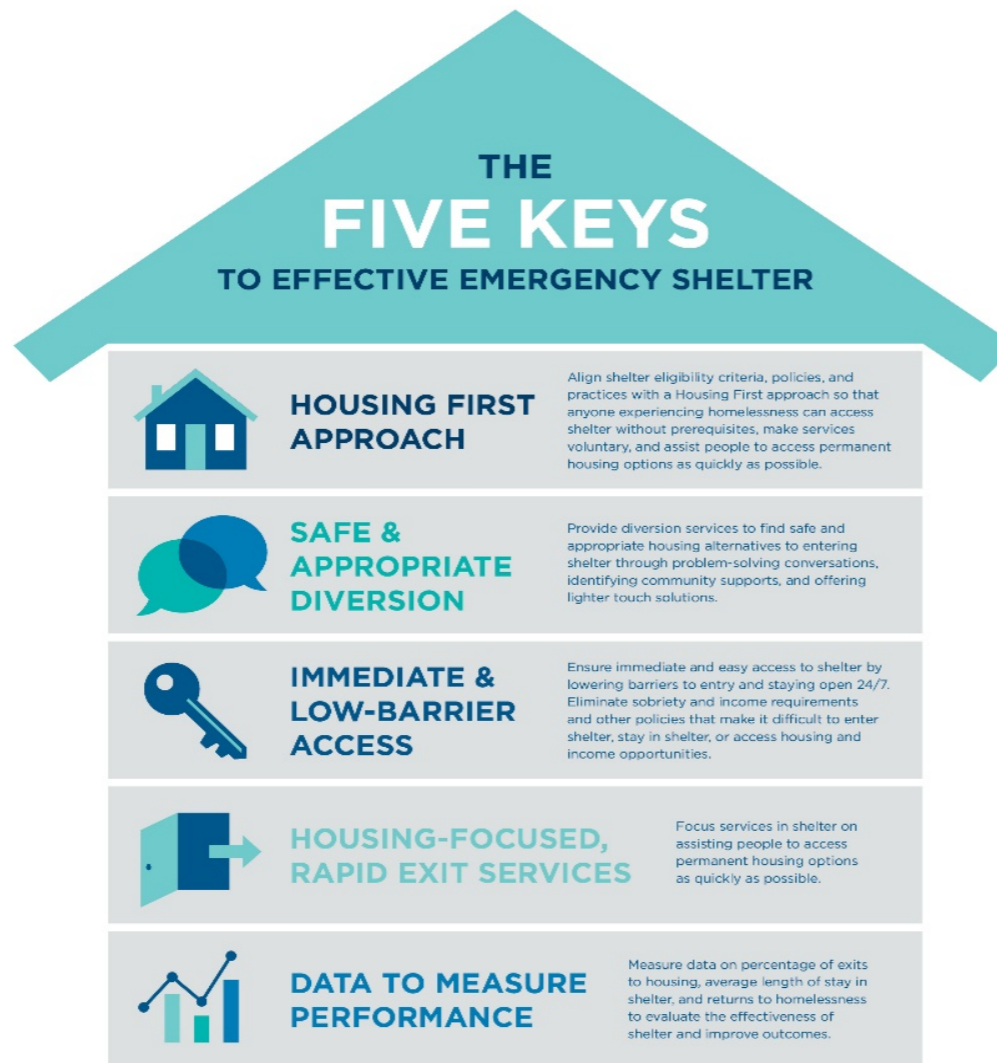 THE
FIVE KEYS
TO EFFECTIVE EMERGENCY SHELTER
HOUSING FIRST
APPROACH
Align shelter eligibility criteria, policies, and
practices with a Housing First approach so that
anyone experiencing homelessness can access
shelter without prerequisites, make services
voluntary, and assist people to access permanent
housing options as quickly as possible.
SAFE &
APPROPRIATE
DIVERSION
Provide diversion services to find safe and
appropriate housing alternatives to entering
shelter through problem-solving conversations,
identifying community supports, and offering
lighter touch solutions.
IMMEDIATE &
LOW-BARRIER
ACCESS
Ensure immediate and easy access to shelter by
lowering barriers to entry and staying open 24/7.
Eliminate sobriety and income requirements
and other policies that make it difficult to enter
shelter, stay in shelter, or access housing and
income opportunities.
HOUSING-FOCUSED,
RAPID EXIT SERVICES
Focus services in shelter on
assisting people to access
permanent housing options
as quickly as possible.
DATA TO MEASURE
PERFORMANCE
Measure data on percentage of exits
to housing, average length of stay in
shelter, and returns to homelessness
to evaluate the effectiveness of
shelter and improve outcomes.